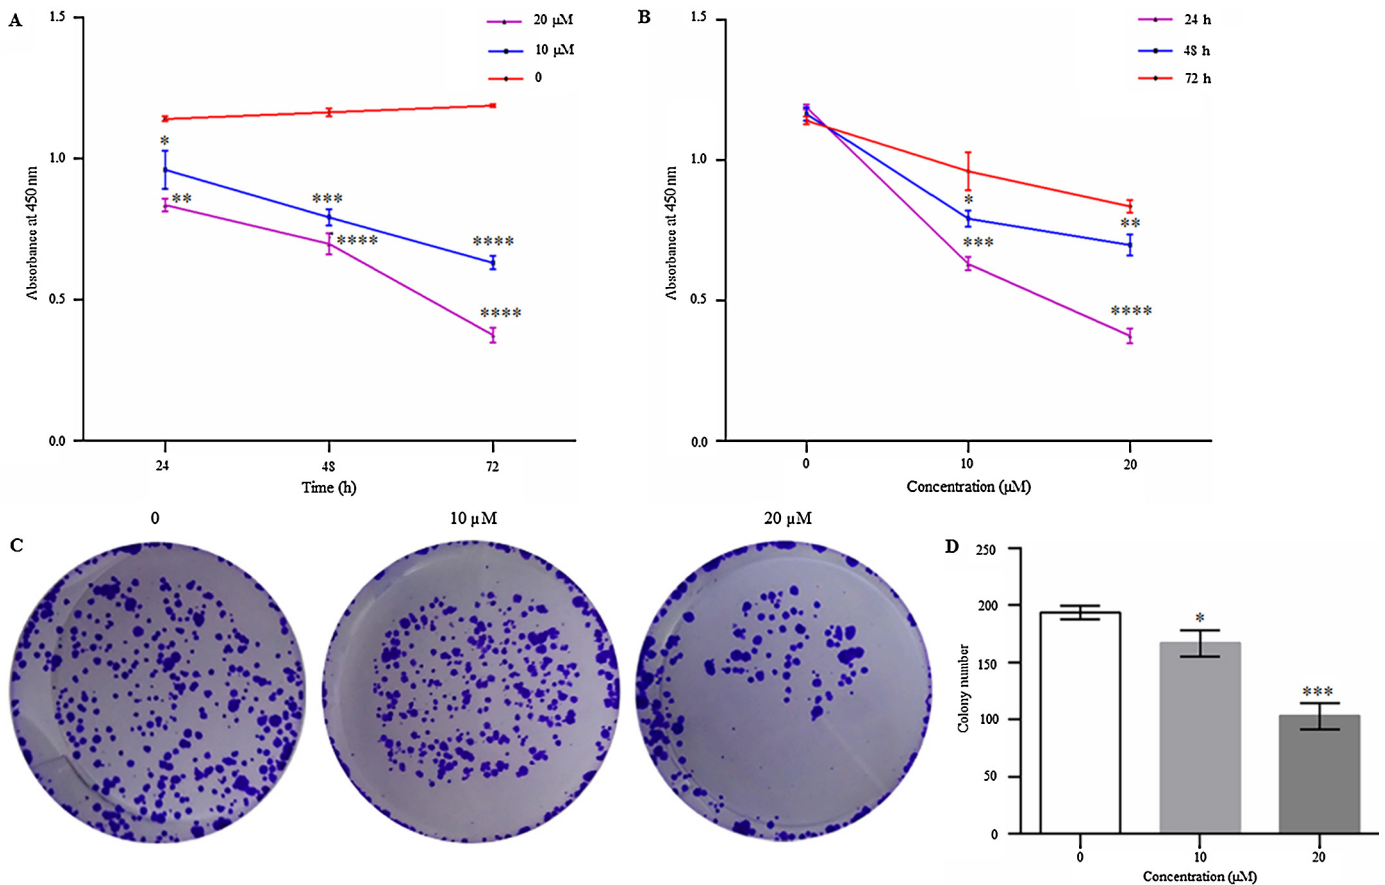 A
1.5
1.0
0.5
0.0
Absorbance at 450 nm
20 µM
10 µM
0
*
**
***
****
****
****
24
48
72
Time (h)
B
1.5
1.0
0.5
0.0
Absorbance at 450 nm
24 h
48 h
72 h
*
***
**
****
0
10
20
Concentration (µM)
C
0
10 µM
20 µM
D
250
200
150
100
50
0
Colony number
*
***
0
10
20
Concentration (µM)